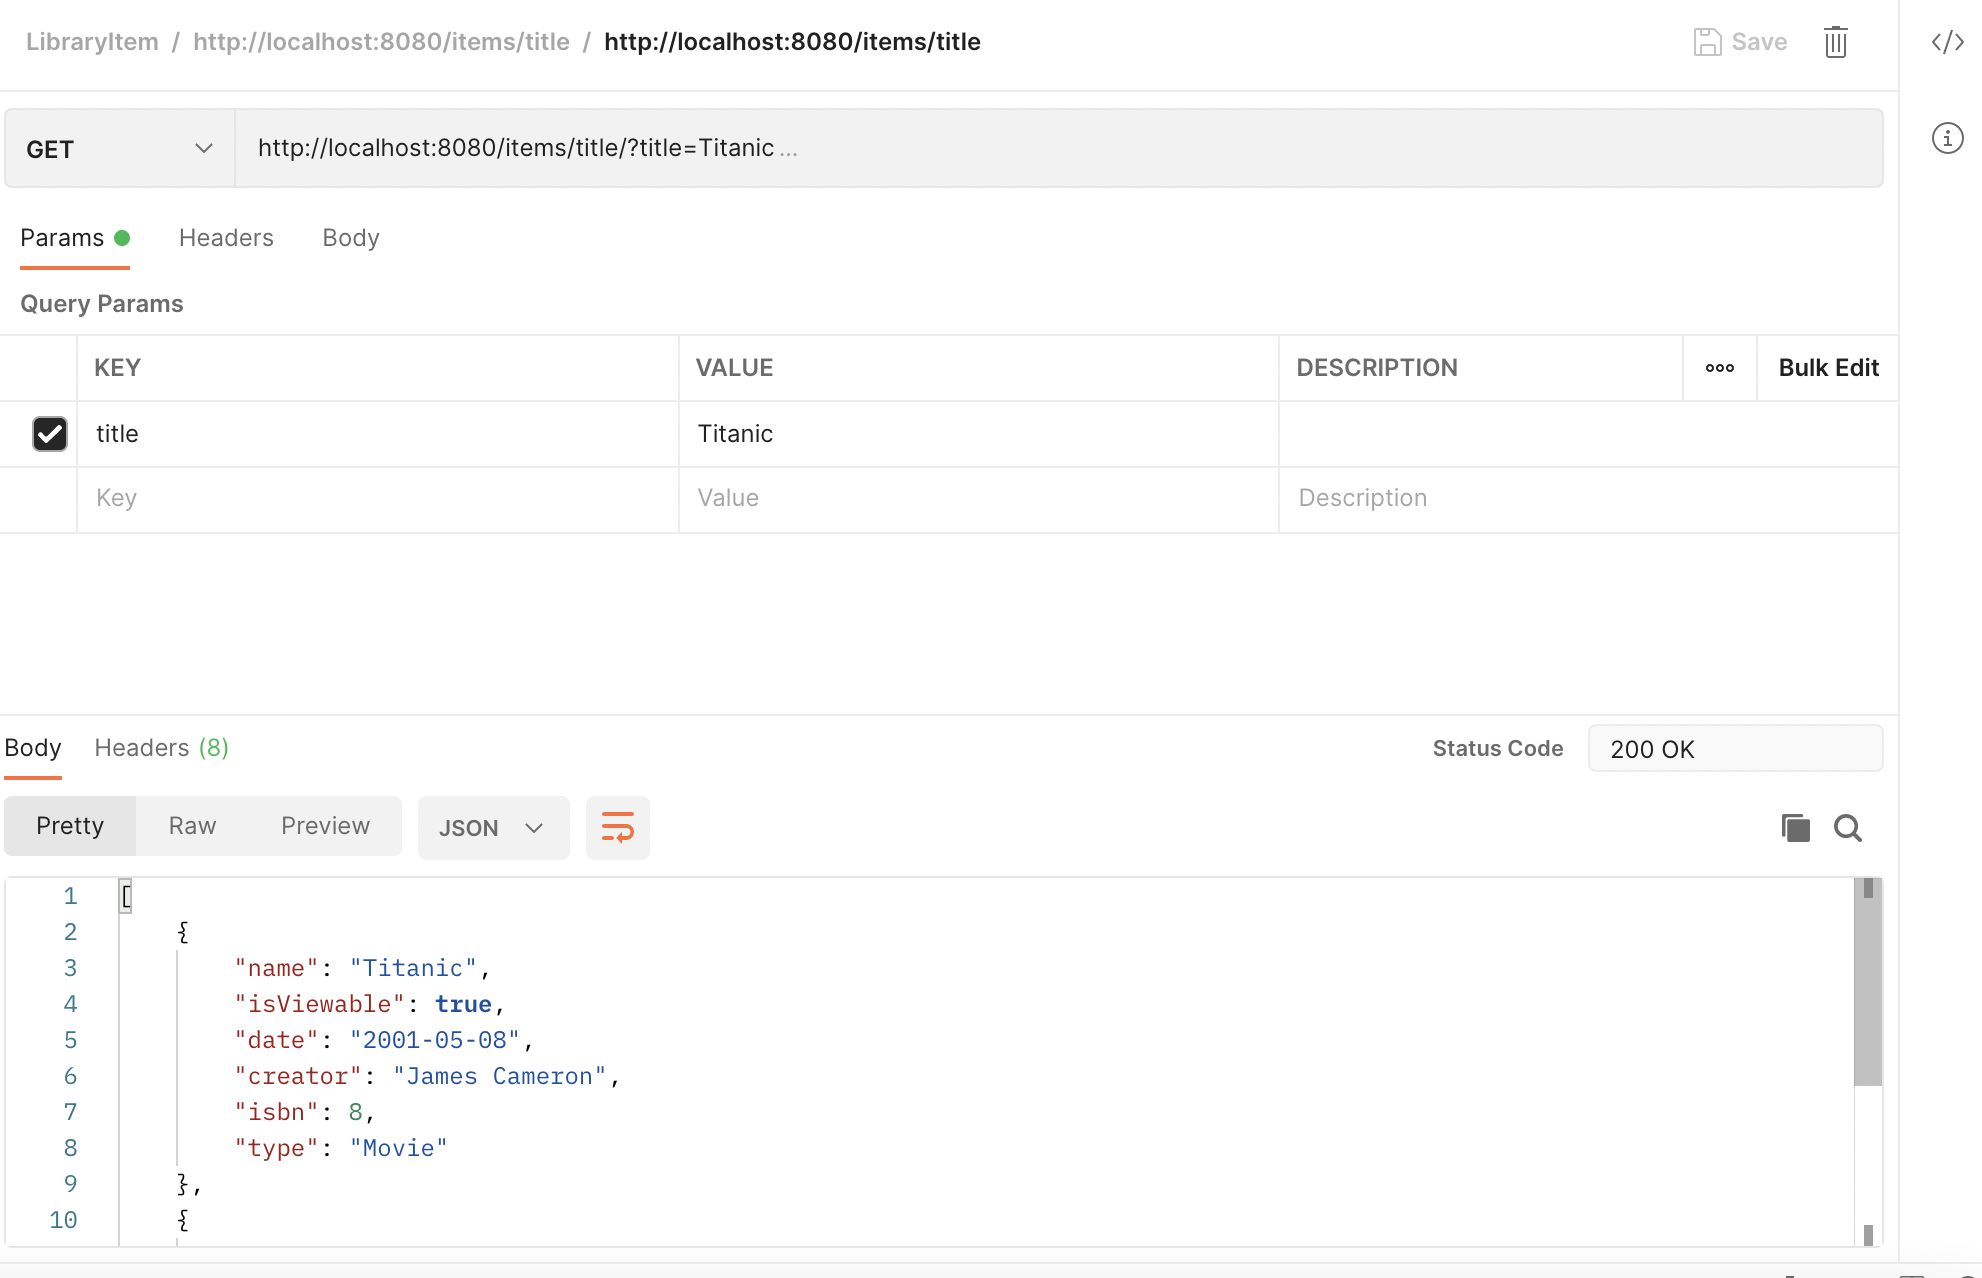 LibraryItem / http://localhost:8080/items/title / http://localhost:8080/items/title
Save
GET
http://localhost:8080/items/title/?title=Titanic ...
Params
Headers
Body
Query Params
KEY VALUE DESCRIPTION Bulk Edit
title Titanic
Key Value Description
Body Headers (8) Status Code 200 OK
Pretty Raw Preview JSON
1 [
2 {
3 "name": "Titanic",
4 "isViewable": true,
5 "date": "2001-05-08",
6 "creator": "James Cameron",
7 "isbn": 8,
8 "type": "Movie"
9 },
10 {